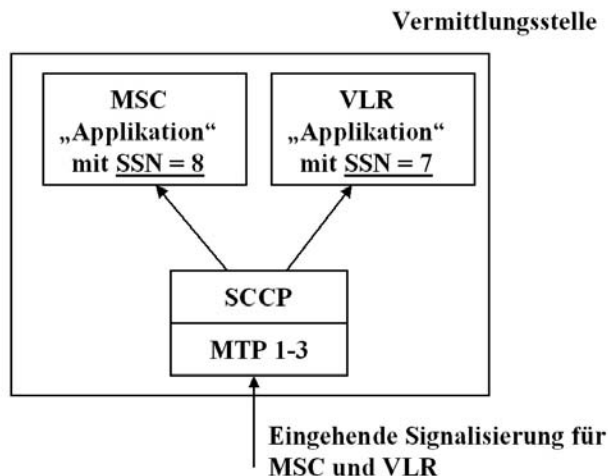 Vermittlungsstelle
MSC
„Applikation“
mit SSN = 8
VLR
„Applikation“
mit SSN = 7
SCCP
MTP 1-3
Eingehende Signalisierung für
MSC und VLR